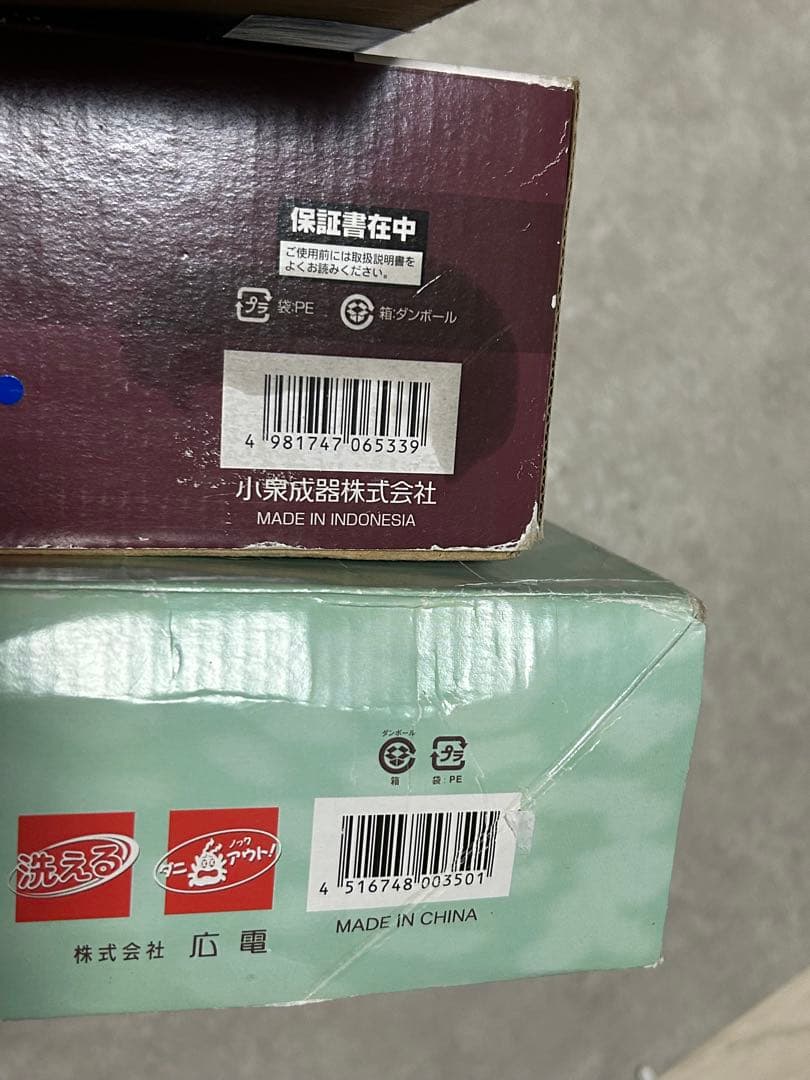 保証書在中
ご使用前には取扱説明書を
よくお読みください。
プラ 袋:PE 箱:ダンボール
4 981747 065339
小泉成器株式会社
MADE IN INDONESIA
ダンボール
プラ
箱 袋:PE
洗える
ダニ ノック アウト!
4 516748 003501
MADE IN CHINA
株式会社 広電